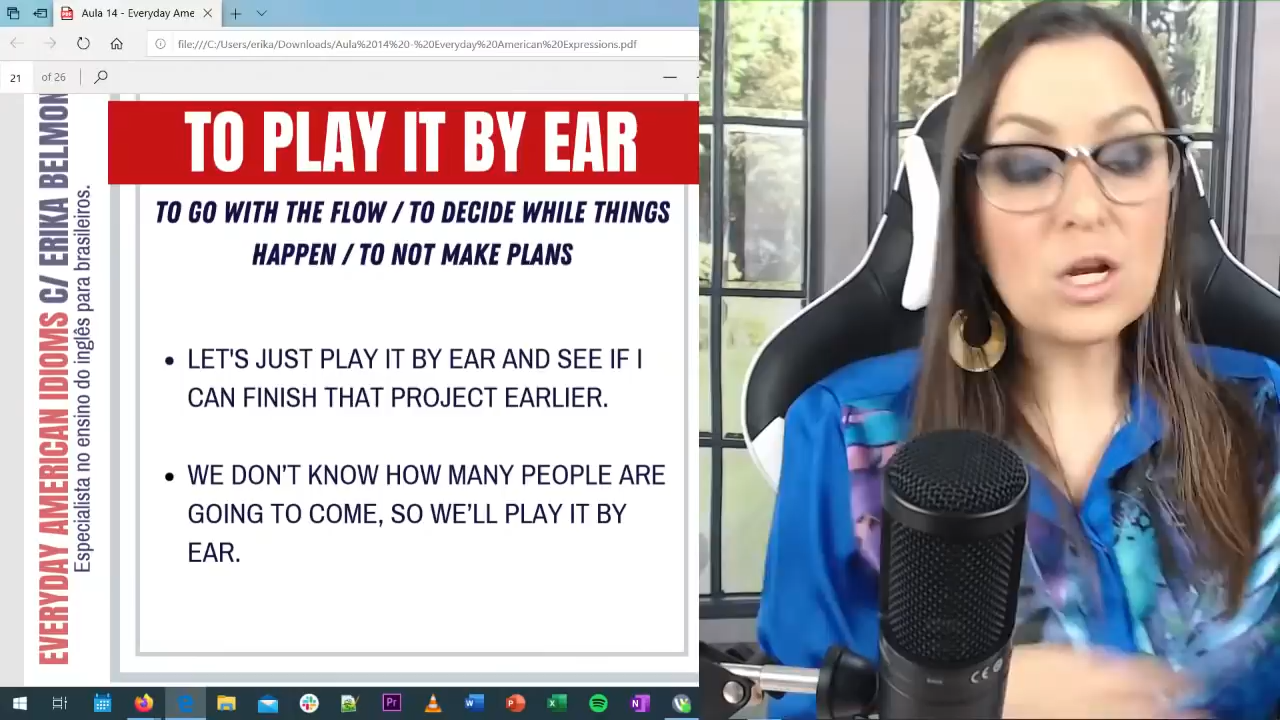 Aula 14 - Everyday Ame
file:///C:/Users/erika/Downloads/Aula%2014%20-%20Everyday%20American%20Expressions.pdf
21 of 26
EVERYDAY AMERICAN IDIOMS C/ ERIKA BELMON
Especialista no ensino do inglês para brasileiros.
TO PLAY IT BY EAR
TO GO WITH THE FLOW / TO DECIDE WHILE THINGS
HAPPEN / TO NOT MAKE PLANS
• LET'S JUST PLAY IT BY EAR AND SEE IF I
CAN FINISH THAT PROJECT EARLIER.
• WE DON’T KNOW HOW MANY PEOPLE ARE
GOING TO COME, SO WE’LL PLAY IT BY
EAR.